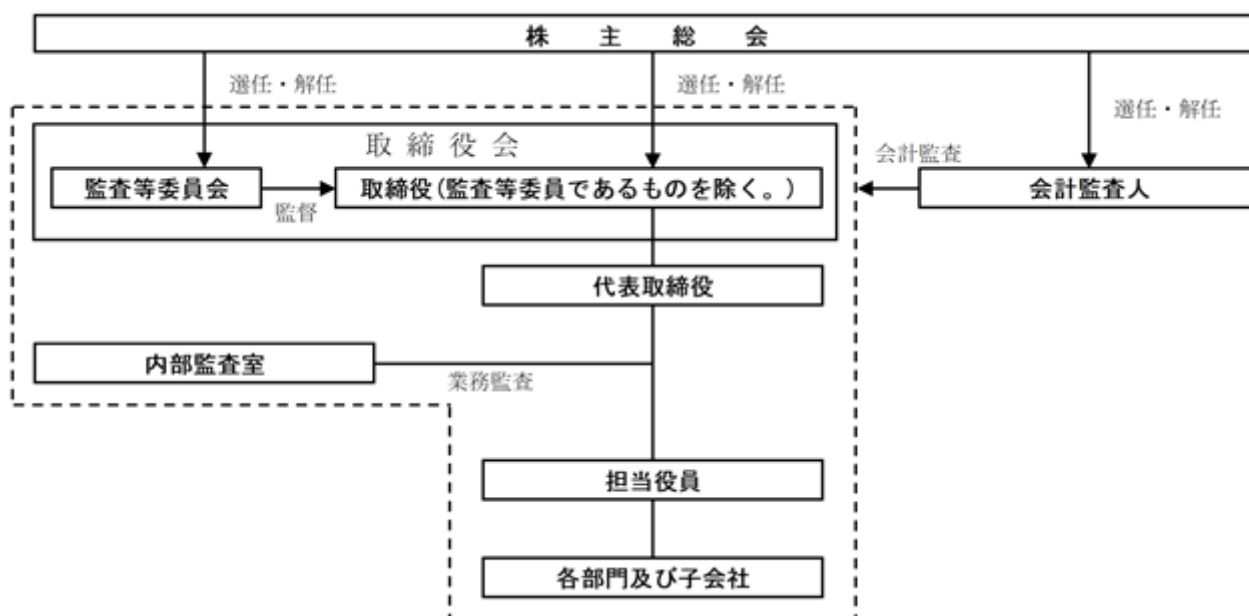 株主総会
選任・解任
選任・解任
選任・解任
取締役会
会計監査
監査等委員会
取締役(監査等委員であるものを除く。)
会計監査人
監督
代表取締役
内部監査室
業務監査
担当役員
各部門及び子会社